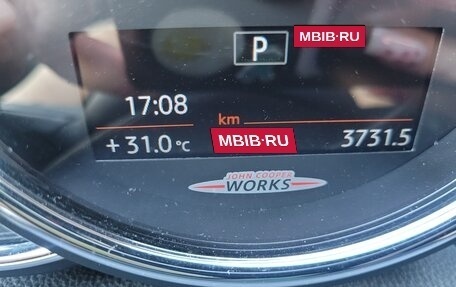 P
MBIB·RU
17:08
km
+ 31.0 °C
MBIB·RU
3731.5
JOHN COOPER
WORKS